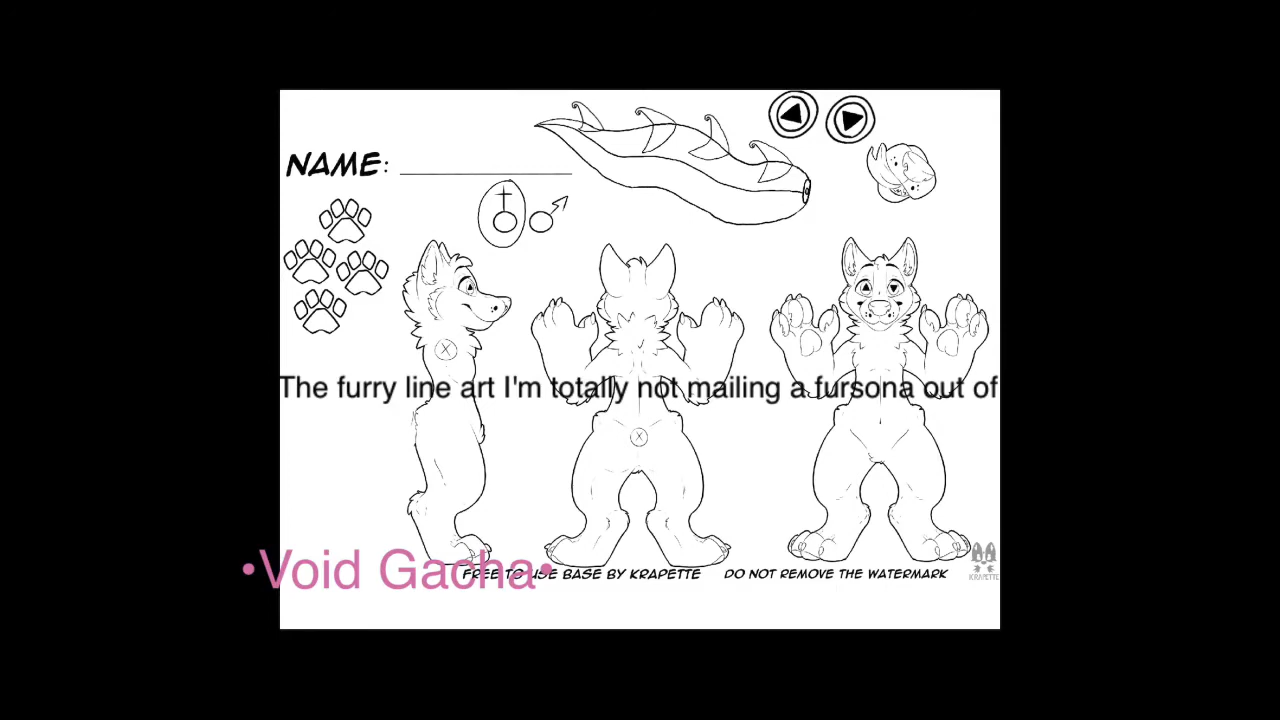 NAME:
The furry line art I'm totally not mailing a fursona out of
•Void Gacha•
FREE TO USE BASE BY KRAPETTE DO NOT REMOVE THE WATERMARK
KRAPETTE